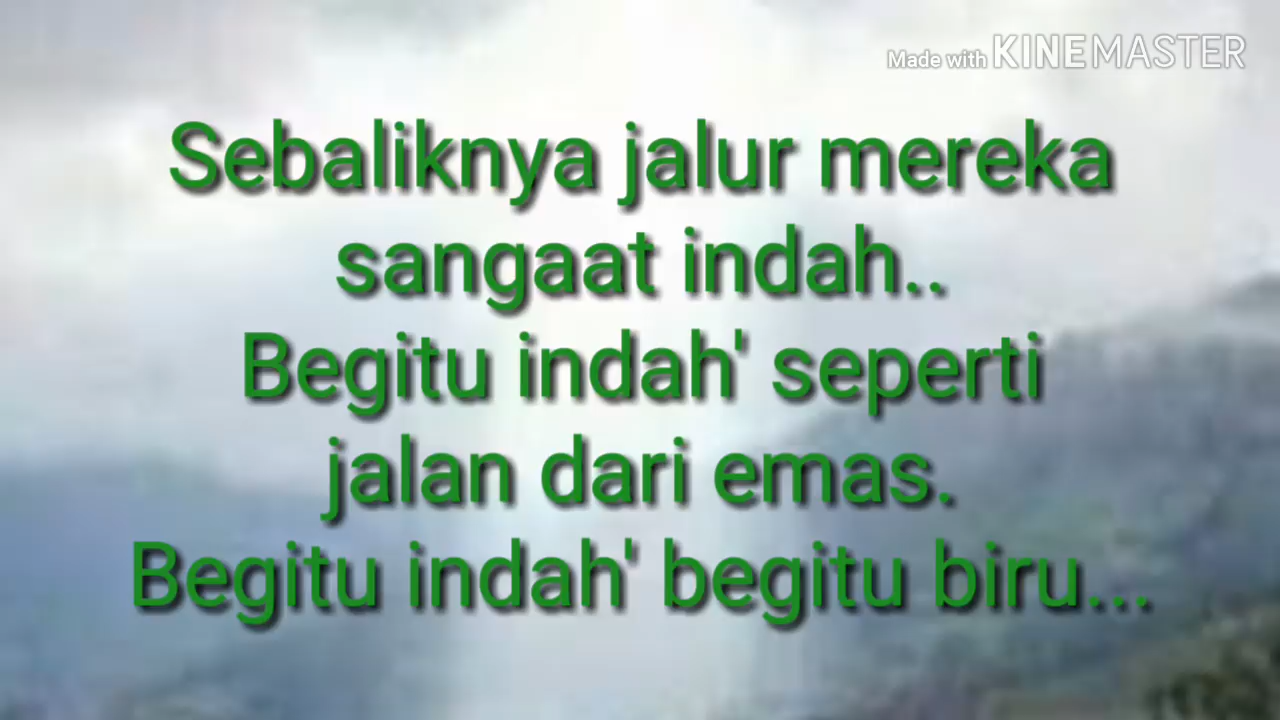 Made with KINEMASTER
Sebaliknya jalur mereka
sangaat indah..
Begitu indah' seperti
jalan dari emas.
Begitu indah' begitu biru...